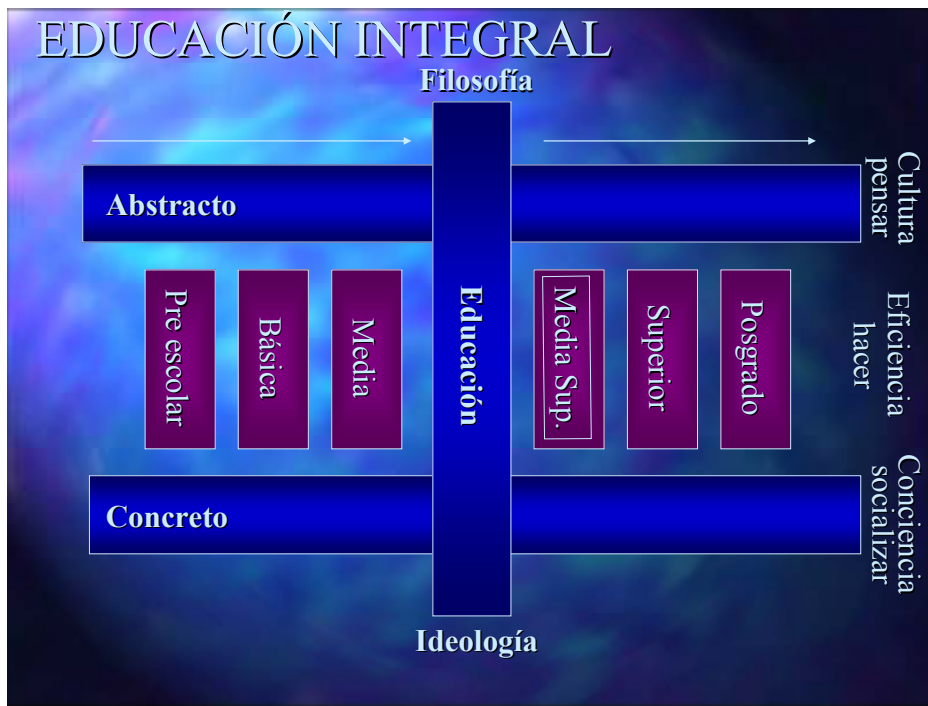 EDUCACIÓN INTEGRAL
Filosofía
Abstracto
Cultura
pensar
Pre escolar
Básica
Media
Educación
Media Sup.
Superior
Posgrado
Eficiencia
hacer
Concreto
Conciencia
socializar
Ideología